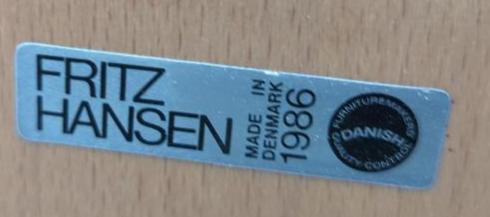 FRITZ
HANSEN
MADE IN
DENMARK
1986
FURNITUREMAKERS
DANISH
QUALITY CONTROL